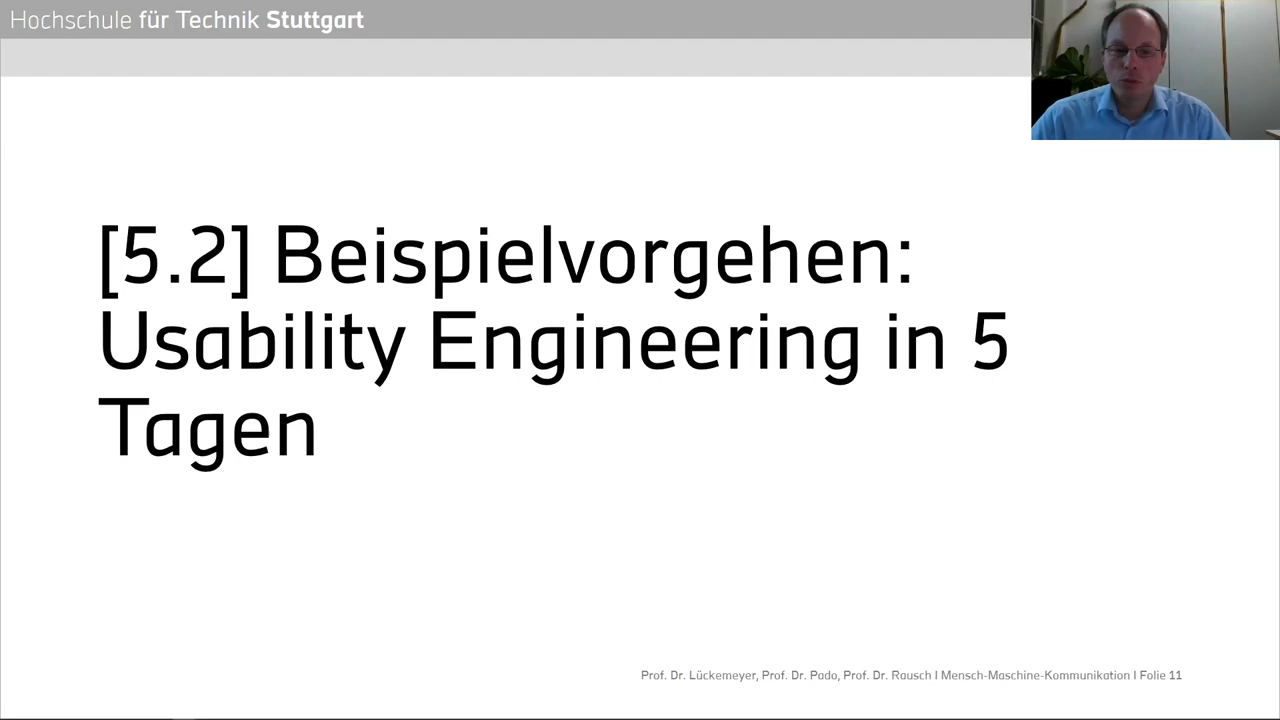 Hochschule für Technik Stuttgart
[5.2] Beispielvorgehen:
Usability Engineering in 5
Tagen
Prof. Dr. Lückemeyer, Prof. Dr. Pado, Prof. Dr. Rausch I Mensch-Maschine-Kommunikation I Folie 11